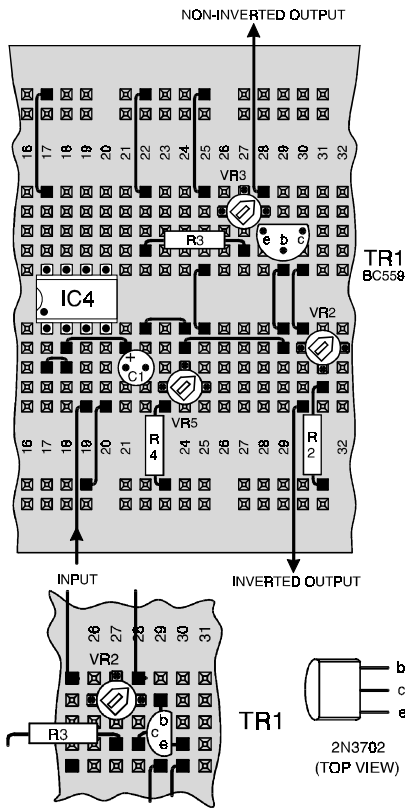 NON-INVERTED OUTPUT
16 17 18 19 20 21 22 23 24 25 26 27 28 29 30 31 32
VR3
R3
e b c
TR1
BC559
IC4
VR2
+
C1
VR5
R4
R2
16 17 18 19 20 21 24 25 26 27 28 29 32
INPUT
INVERTED OUTPUT
26 27 28 29 30 31
VR2
b
c
e
R3
TR1
b
c
e
2N3702
(TOP VIEW)